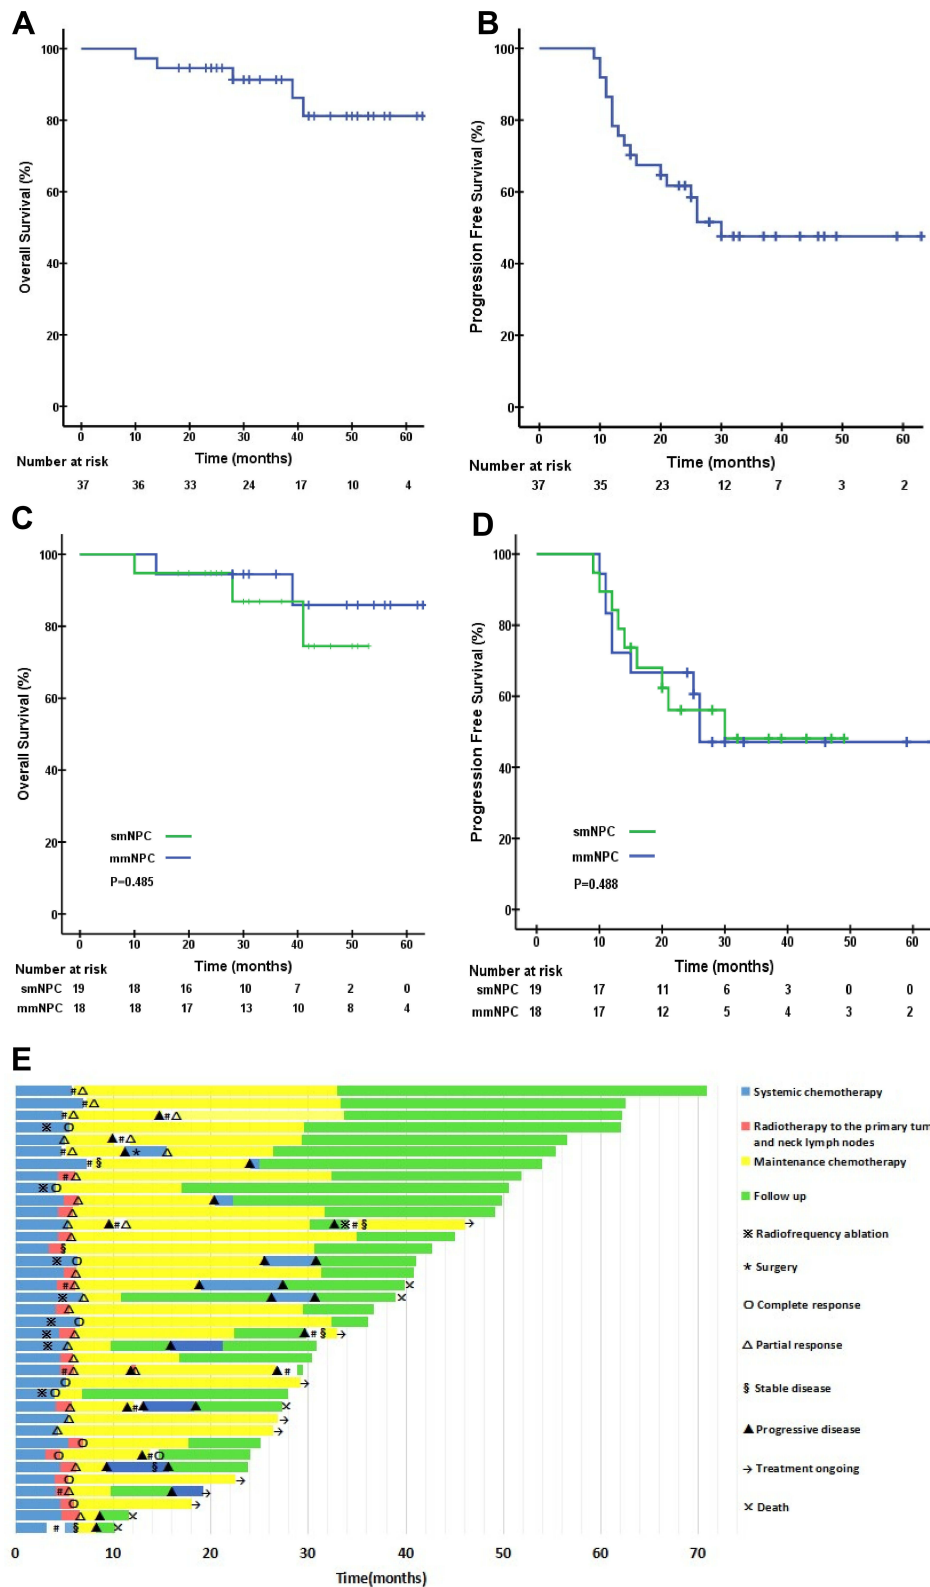 A
100
80
60
40
20
0
Overall Survival (%)
0 10 20 30 40 50 60
Time (months)
Number at risk
37 36 33 24 17 10 4
B
100
80
60
40
20
0
Progression Free Survival (%)
0 10 20 30 40 50 60
Time (months)
Number at risk
37 35 23 12 7 3 2
C
100
80
60
40
20
0
Overall Survival (%)
smNPC
mmNPC
P=0.485
0 10 20 30 40 50 60
Time (months)
Number at risk
smNPC 19 18 16 10 7 2 0
mmNPC 18 18 17 13 10 8 4
D
100
80
60
40
20
0
Progression Free Survival (%)
smNPC
mmNPC
P=0.488
0 10 20 30 40 50 60
Time (months)
Number at risk
smNPC 19 17 11 6 3 0 0
mmNPC 18 17 12 5 4 3 2
E
Systemic chemotherapy
Radiotherapy to the primary tum
and neck lymph nodes
Maintenance chemotherapy
Follow up
Radiofrequency ablation
Surgery
Complete response
Partial response
§ Stable disease
Progressive disease
Treatment ongoing
Death
0 10 20 30 40 50 60 70
Time(months)